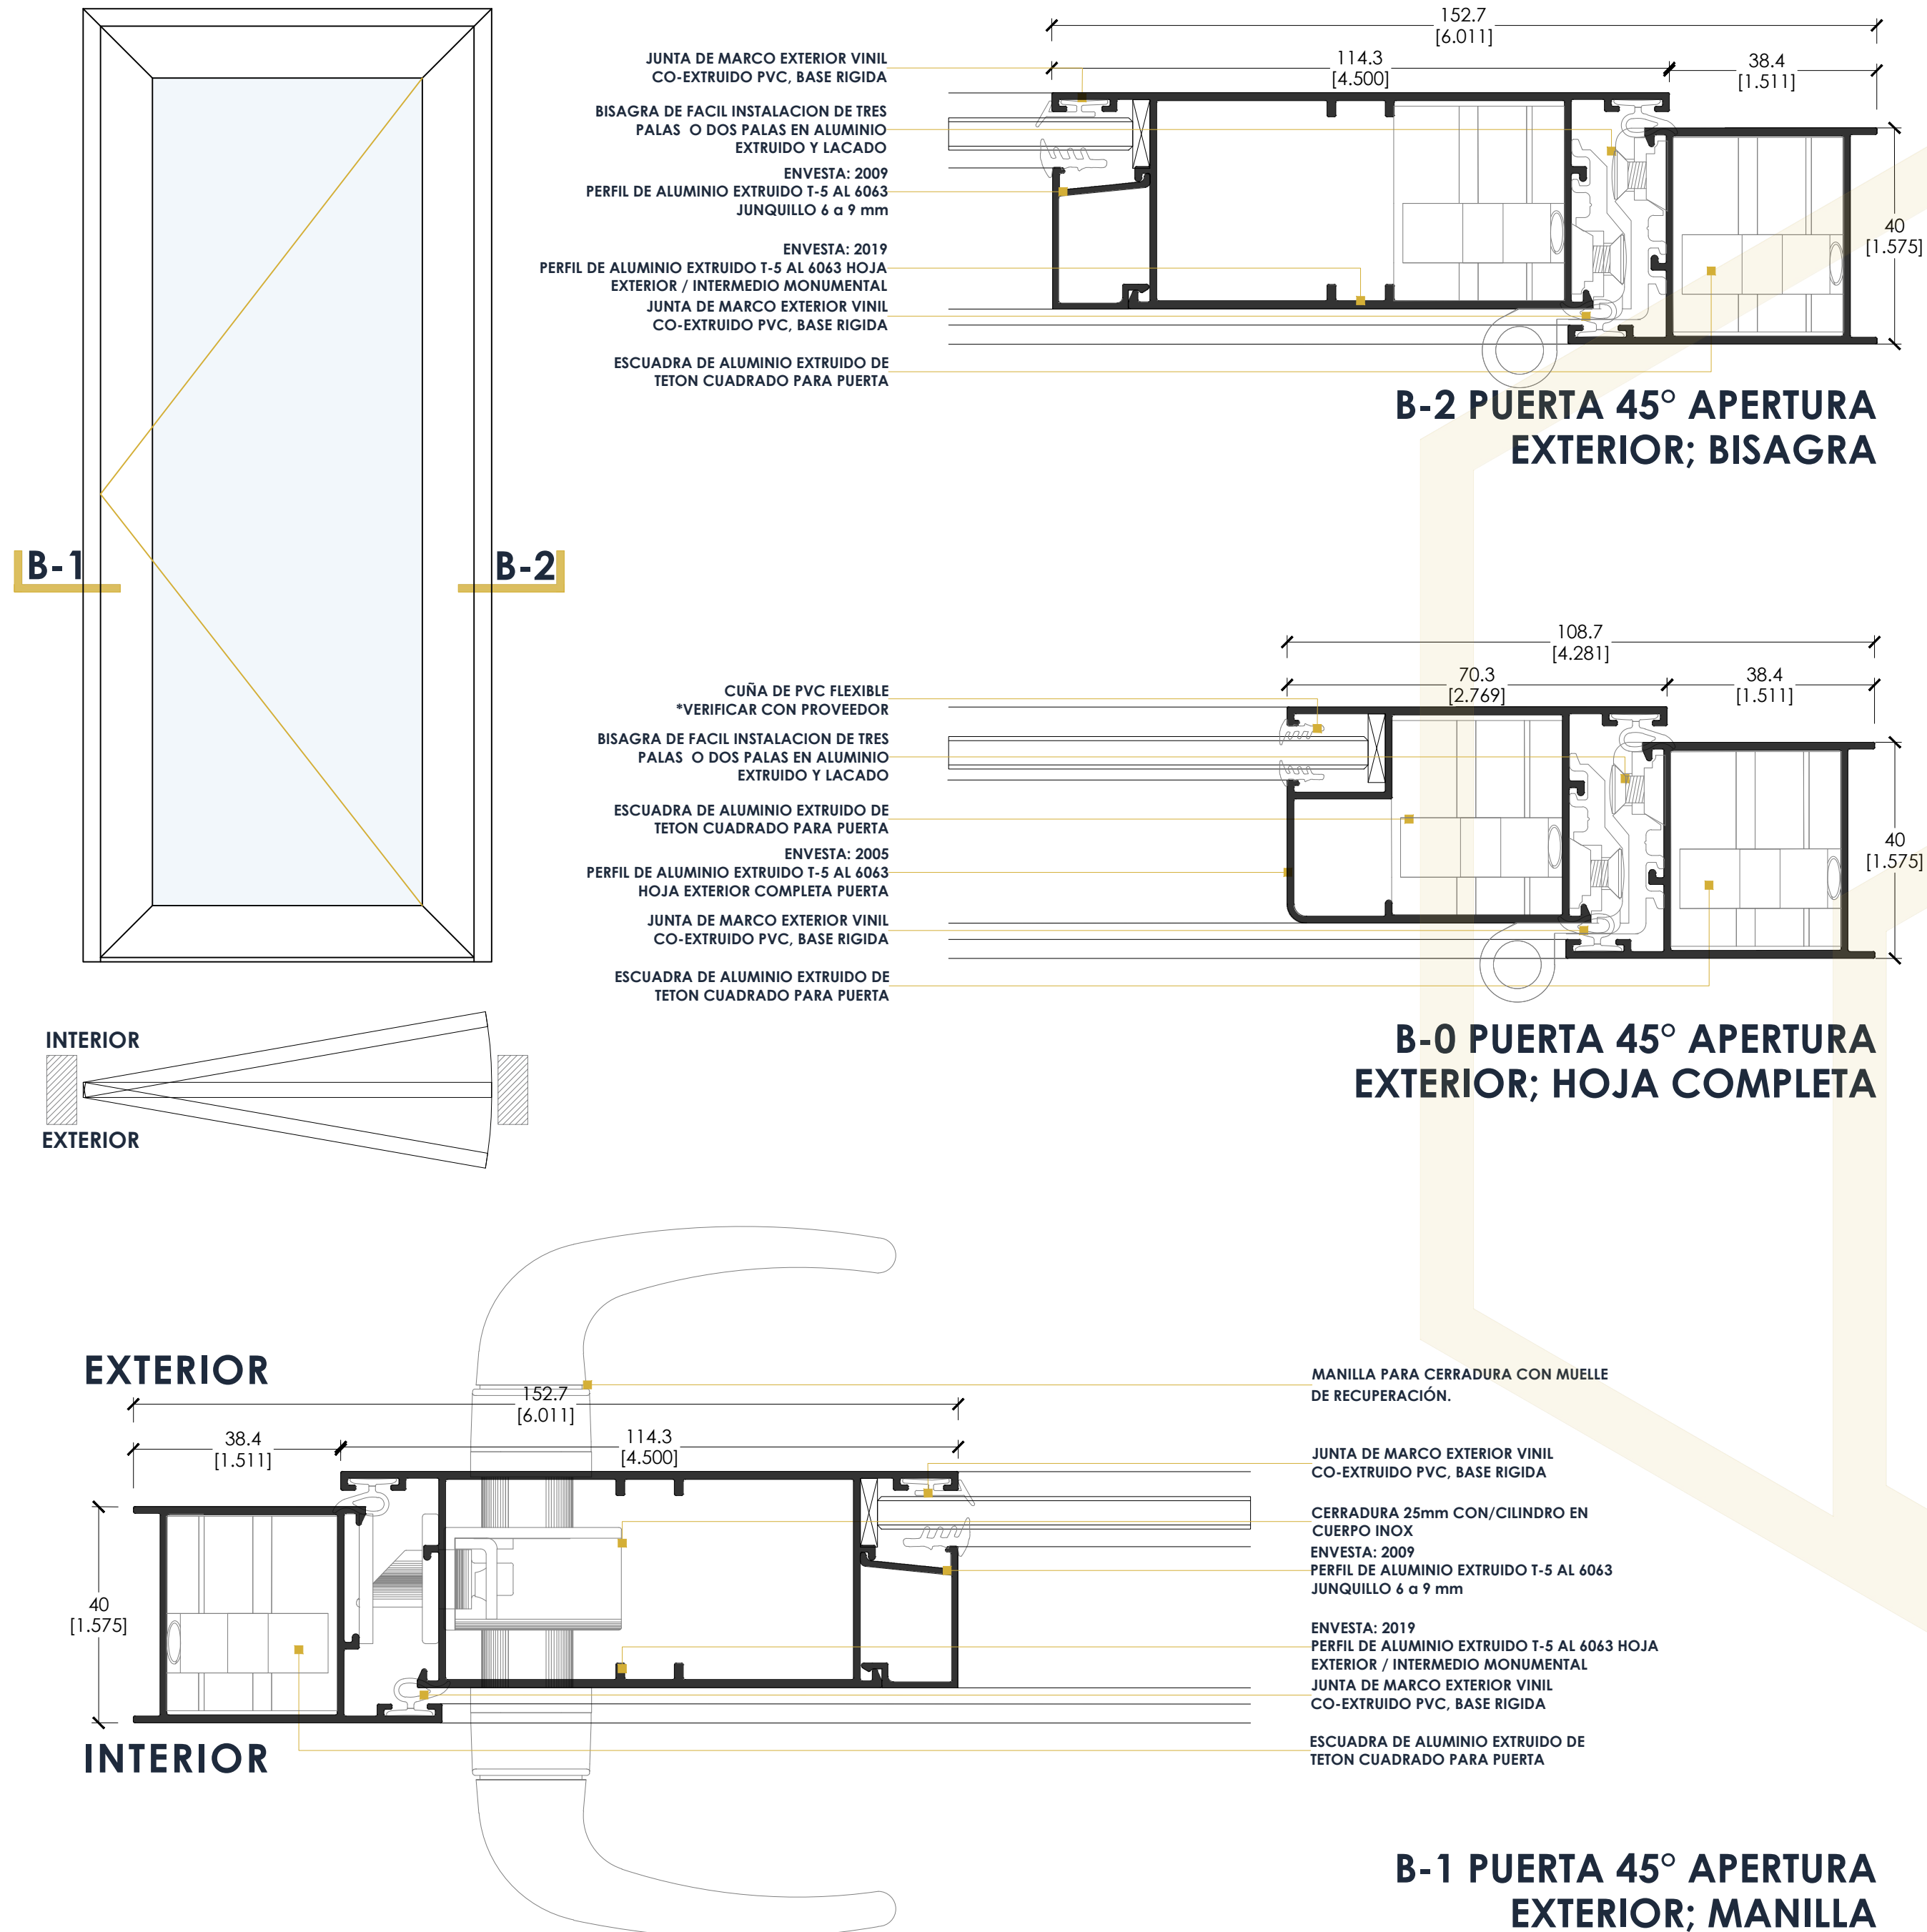 152.7
[6.011]
114.3
[4.500]
38.4
[1.511]
40
[1.575]
JUNTA DE MARCO EXTERIOR VINIL
CO-EXTRUIDO PVC, BASE RIGIDA
BISAGRA DE FACIL INSTALACION DE TRES
PALAS O DOS PALAS EN ALUMINIO
EXTRUIDO Y LACADO
ENVESTA: 2009
PERFIL DE ALUMINIO EXTRUIDO T-5 AL 6063
JUNQUILLO 6 a 9 mm
ENVESTA: 2019
PERFIL DE ALUMINIO EXTRUIDO T-5 AL 6063 HOJA
EXTERIOR / INTERMEDIO MONUMENTAL
JUNTA DE MARCO EXTERIOR VINIL
CO-EXTRUIDO PVC, BASE RIGIDA
ESCUADRA DE ALUMINIO EXTRUIDO DE
TETON CUADRADO PARA PUERTA
B-2 PUERTA 45° APERTURA
EXTERIOR; BISAGRA
B-1
B-2
108.7
[4.281]
70.3
[2.769]
38.4
[1.511]
40
[1.575]
CUÑA DE PVC FLEXIBLE
*VERIFICAR CON PROVEEDOR
BISAGRA DE FACIL INSTALACION DE TRES
PALAS O DOS PALAS EN ALUMINIO
EXTRUIDO Y LACADO
ESCUADRA DE ALUMINIO EXTRUIDO DE
TETON CUADRADO PARA PUERTA
ENVESTA: 2005
PERFIL DE ALUMINIO EXTRUIDO T-5 AL 6063
HOJA EXTERIOR COMPLETA PUERTA
JUNTA DE MARCO EXTERIOR VINIL
CO-EXTRUIDO PVC, BASE RIGIDA
ESCUADRA DE ALUMINIO EXTRUIDO DE
TETON CUADRADO PARA PUERTA
B-0 PUERTA 45° APERTURA
EXTERIOR; HOJA COMPLETA
INTERIOR
EXTERIOR
EXTERIOR
152.7
[6.011]
38.4
[1.511]
114.3
[4.500]
40
[1.575]
INTERIOR
MANILLA PARA CERRADURA CON MUELLE
DE RECUPERACIÓN.
JUNTA DE MARCO EXTERIOR VINIL
CO-EXTRUIDO PVC, BASE RIGIDA
CERRADURA 25mm CON/CILINDRO EN
CUERPO INOX
ENVESTA: 2009
PERFIL DE ALUMINIO EXTRUIDO T-5 AL 6063
JUNQUILLO 6 a 9 mm
ENVESTA: 2019
PERFIL DE ALUMINIO EXTRUIDO T-5 AL 6063 HOJA
EXTERIOR / INTERMEDIO MONUMENTAL
JUNTA DE MARCO EXTERIOR VINIL
CO-EXTRUIDO PVC, BASE RIGIDA
ESCUADRA DE ALUMINIO EXTRUIDO DE
TETON CUADRADO PARA PUERTA
B-1 PUERTA 45° APERTURA
EXTERIOR; MANILLA